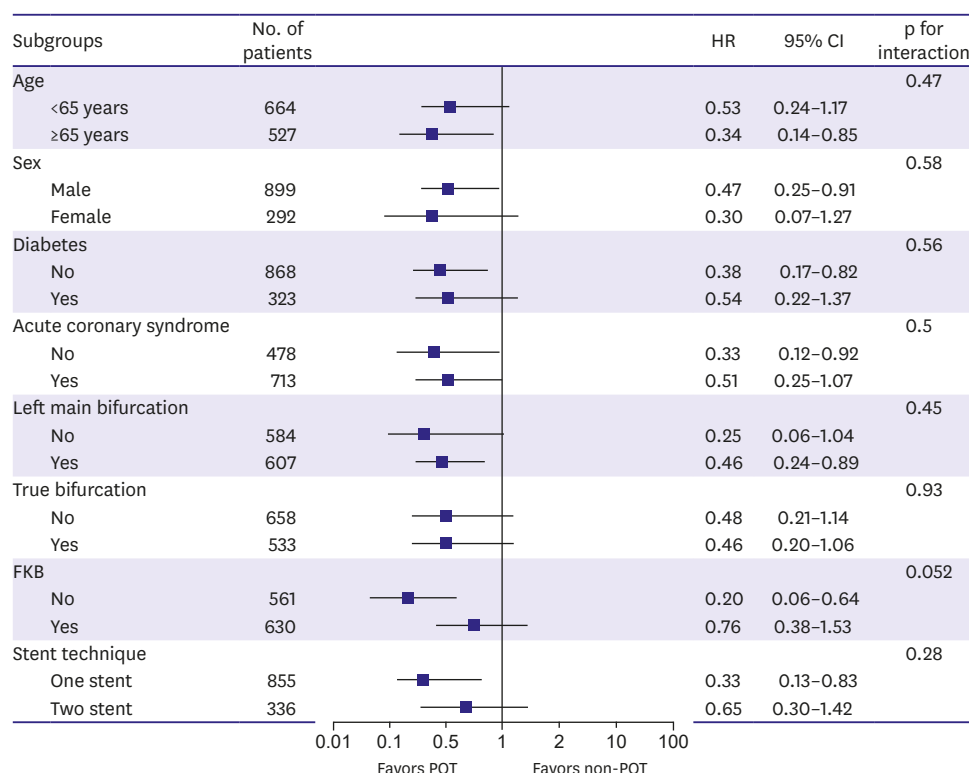 Subgroups No. of patients HR 95% CI p for interaction
Age 0.47
<65 years 664 0.53 0.24–1.17
≥65 years 527 0.34 0.14–0.85
Sex 0.58
Male 899 0.47 0.25–0.91
Female 292 0.30 0.07–1.27
Diabetes 0.56
No 868 0.38 0.17–0.82
Yes 323 0.54 0.22–1.37
Acute coronary syndrome 0.5
No 478 0.33 0.12–0.92
Yes 713 0.51 0.25–1.07
Left main bifurcation 0.45
No 584 0.25 0.06–1.04
Yes 607 0.46 0.24–0.89
True bifurcation 0.93
No 658 0.48 0.21–1.14
Yes 533 0.46 0.20–1.06
FKB 0.052
No 561 0.20 0.06–0.64
Yes 630 0.76 0.38–1.53
Stent technique 0.28
One stent 855 0.33 0.13–0.83
Two stent 336 0.65 0.30–1.42
0.01 0.1 0.5 1 2 10 100
Favors POT Favors non-POT